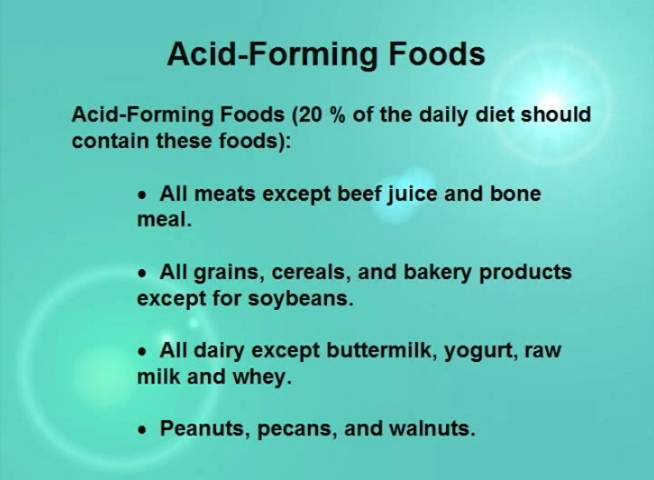 Acid-Forming Foods
Acid-Forming Foods (20 % of the daily diet should
contain these foods):
• All meats except beef juice and bone
meal.
• All grains, cereals, and bakery products
except for soybeans.
• All dairy except buttermilk, yogurt, raw
milk and whey.
• Peanuts, pecans, and walnuts.